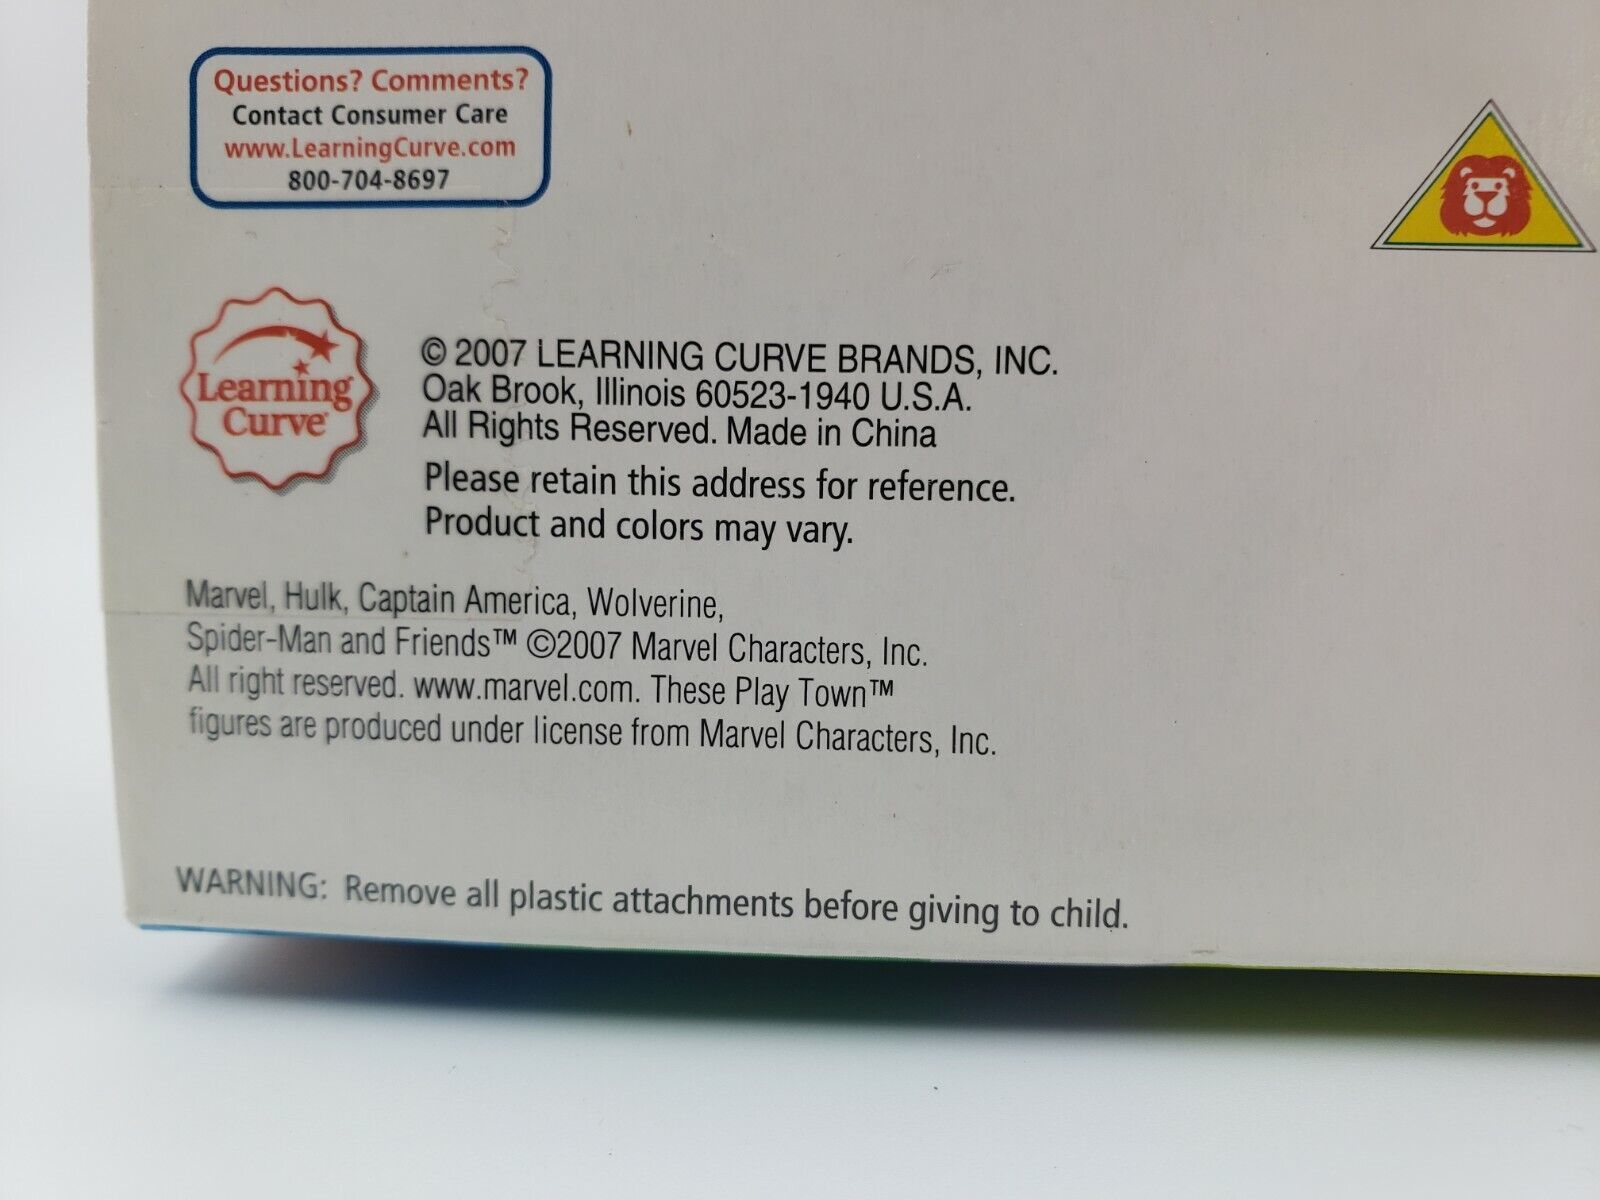 Questions? Comments?
Contact Consumer Care
www.LearningCurve.com
800-704-8697
Learning
Curve
© 2007 LEARNING CURVE BRANDS, INC.
Oak Brook, Illinois 60523-1940 U.S.A.
All Rights Reserved. Made in China
Please retain this address for reference.
Product and colors may vary.
Marvel, Hulk, Captain America, Wolverine,
Spider-Man and Friends™ ©2007 Marvel Characters, Inc.
All right reserved. www.marvel.com. These Play Town™
figures are produced under license from Marvel Characters, Inc.
WARNING: Remove all plastic attachments before giving to child.